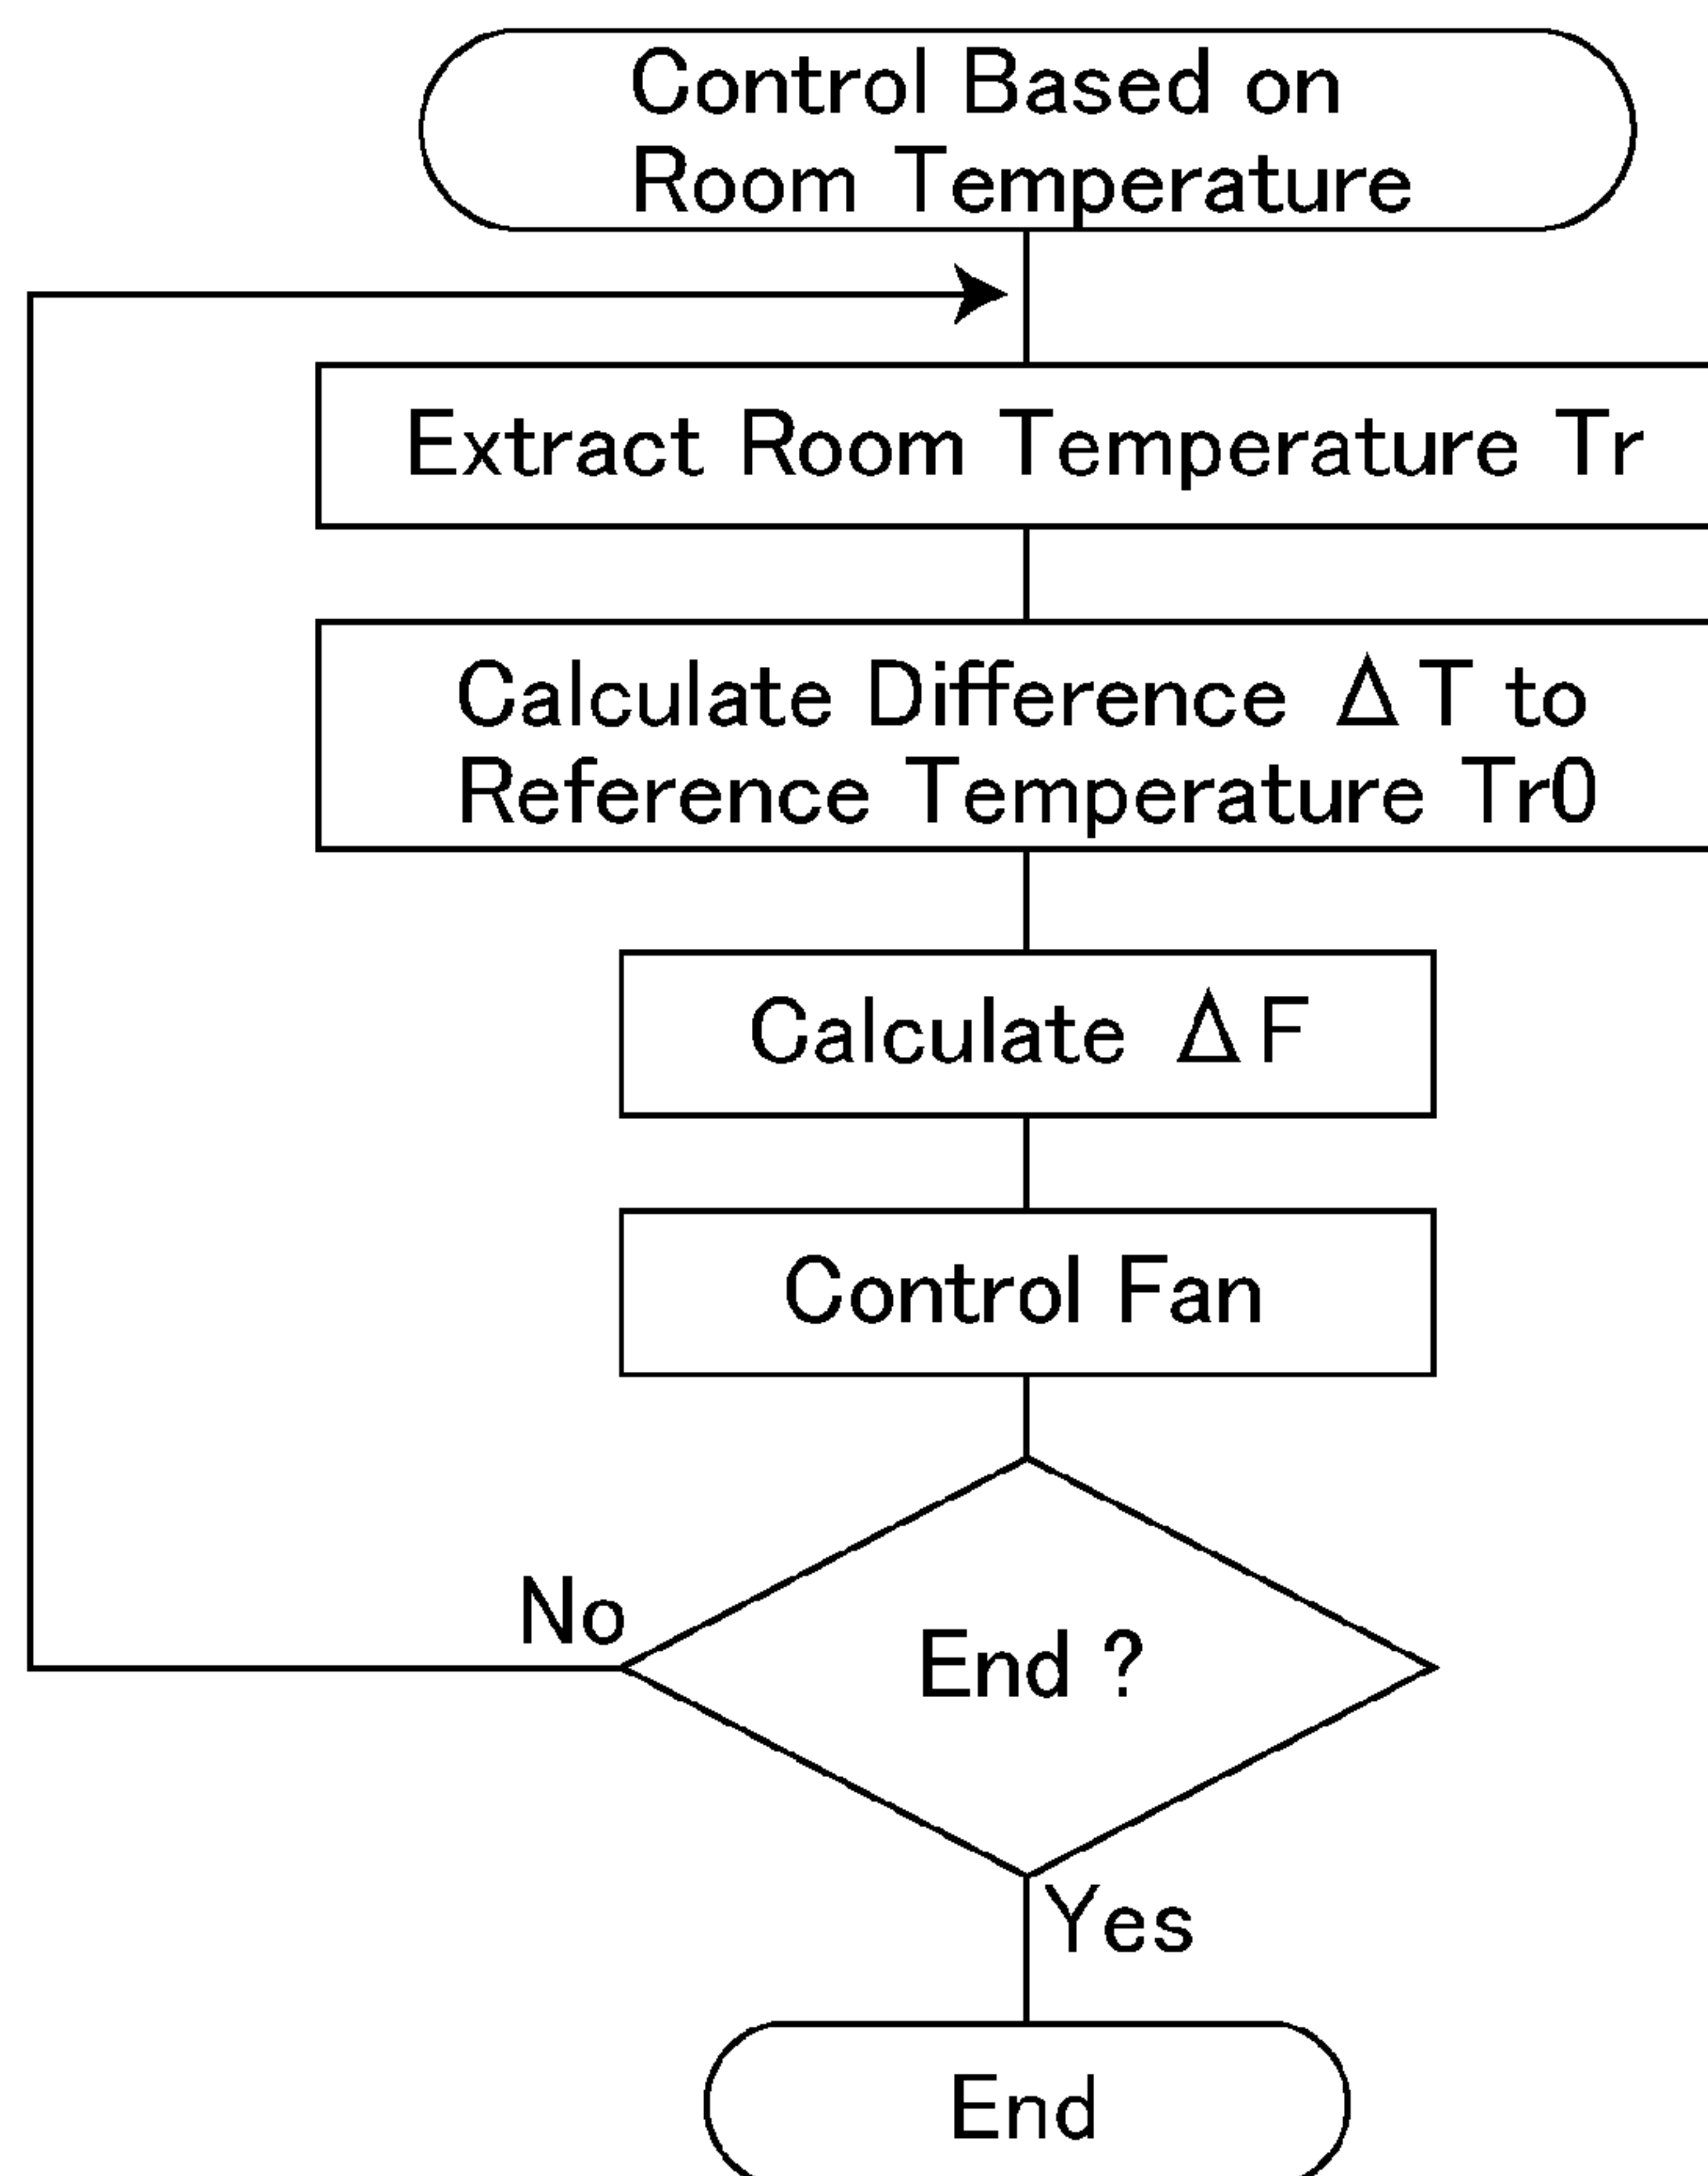 Control Based on
Room Temperature
Extract Room Temperature Tr
Calculate Difference ΔT to
Reference Temperature Tr0
Calculate ΔF
Control Fan
No
End ?
Yes
End